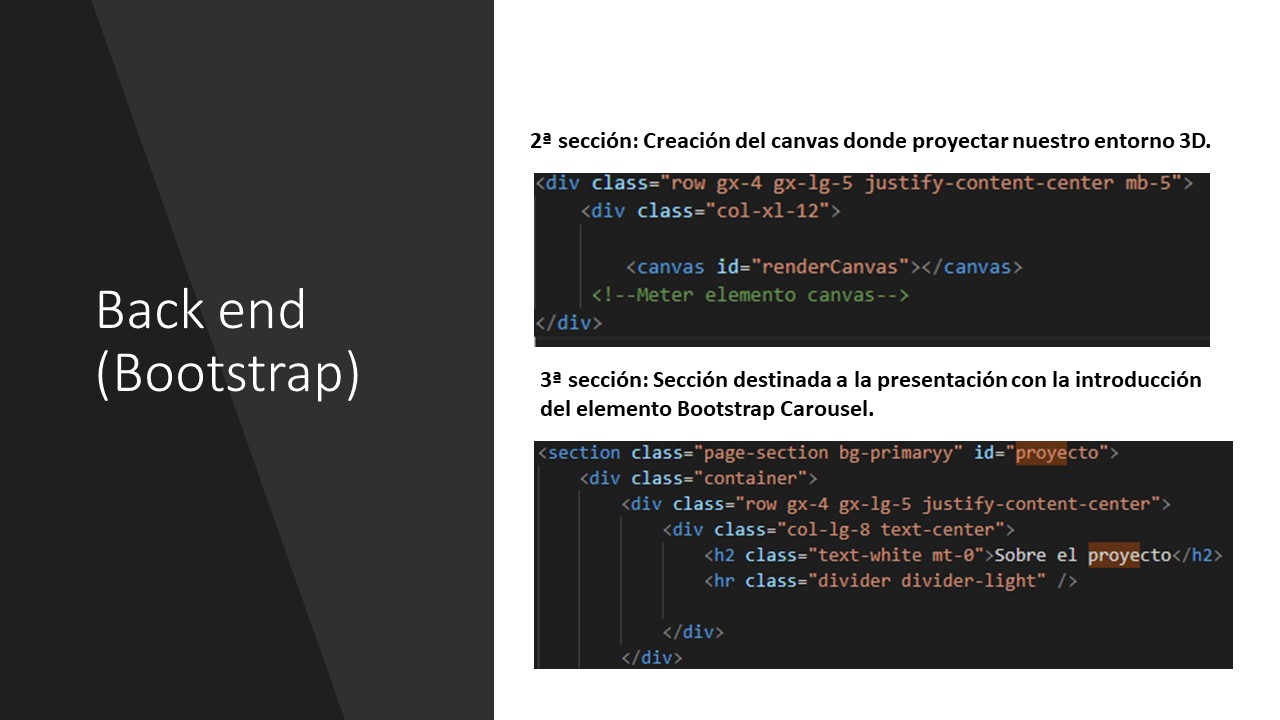 Back end
(Bootstrap)
2ª sección: Creación del canvas donde proyectar nuestro entorno 3D.
<div class="row gx-4 gx-lg-5 justify-content-center mb-5">
<div class="col-xl-12">
<canvas id="renderCanvas"></canvas>
<!--Meter elemento canvas-->
</div>
3ª sección: Sección destinada a la presentación con la introducción
del elemento Bootstrap Carousel.
<section class="page-section bg-primaryy" id="proyecto">
<div class="container">
<div class="row gx-4 gx-lg-5 justify-content-center">
<div class="col-lg-8 text-center">
<h2 class="text-white mt-0">Sobre el proyecto</h2>
<hr class="divider divider-light" />
</div>
</div>